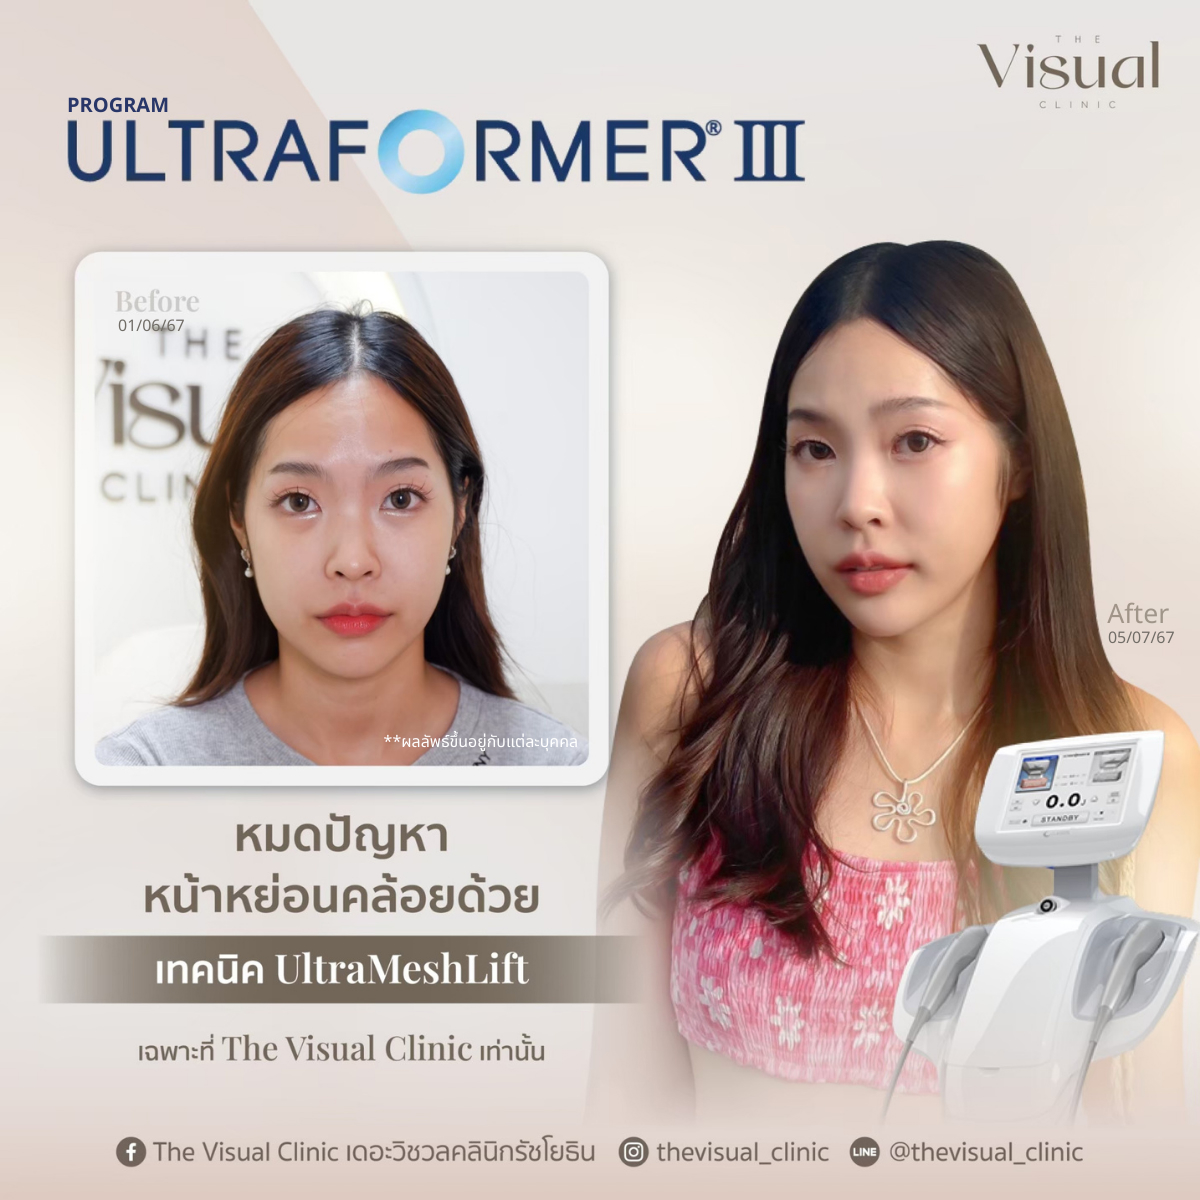 THE
Visual
CLINIC
PROGRAM
ULTRAFORMER® III
Before
01/06/67
THE
CLIN
**ผลลัพธ์ขึ้นอยู่กับแต่ละบุคคล
After
05/07/67
0.0J
STANDBY
หมดปัญหา
หน้าหย่อนคล้อยด้วย
เทคนิค UltraMeshLift
เฉพาะที่ The Visual Clinic เท่านั้น
The Visual Clinic เดอะวิชวลคลินิกรัชโยธิน
thevisual_clinic
LINE @thevisual_clinic